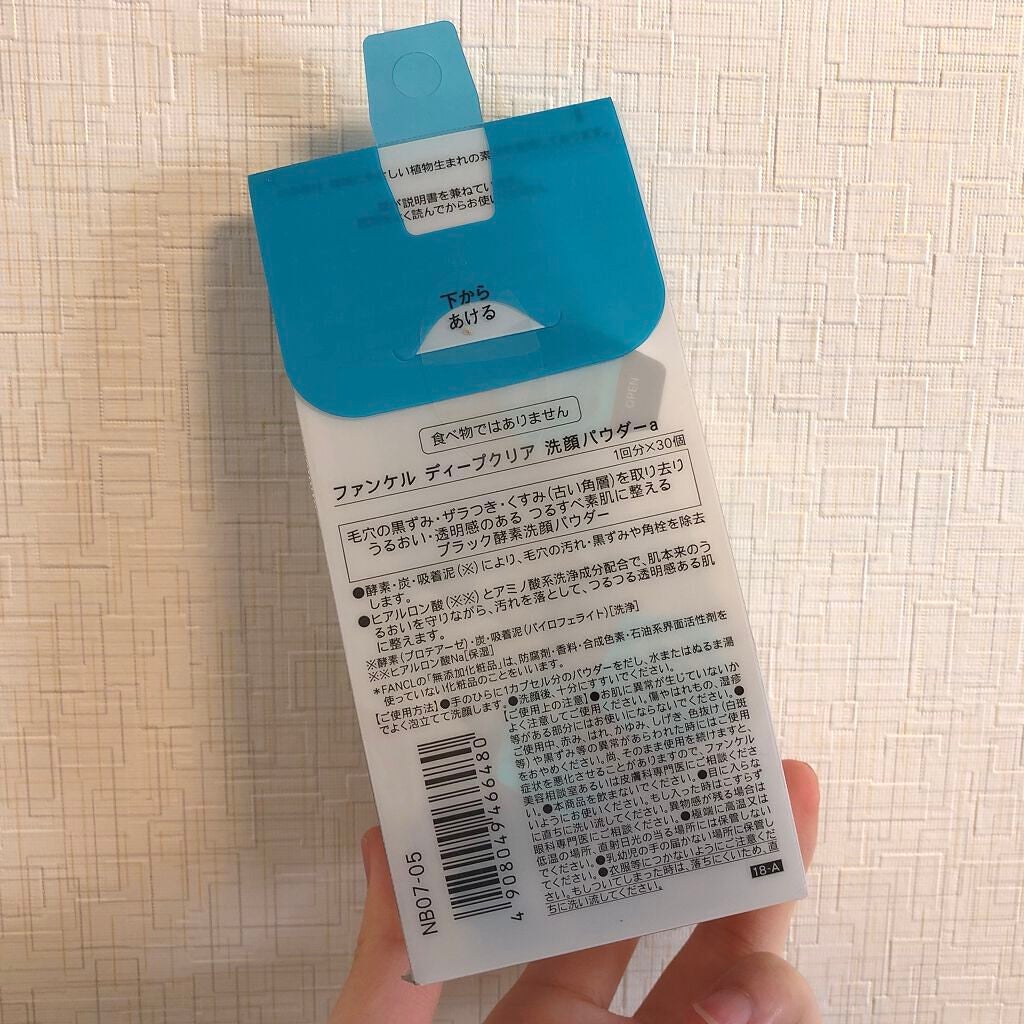 しい植物生まれの素
説明書を兼ねてい
く読んでからお使い
下から
あける
OPEN
食べ物ではありません
ファンケル ディープクリア 洗顔パウダーa
1回分×30個
毛穴の黒ずみ・ザラつき・くすみ(古い角層)を取り去り
うるおい・透明感のある つるすべ素肌に整える
ブラック酵素洗顔パウダー
●酵素・炭・吸着泥(※)により、毛穴の汚れ・黒ずみや角栓を除去
します。
●ヒアルロン酸(※※)とアミノ酸系洗浄成分配合で、肌本来のう
るおいを守りながら、汚れを落として、つるつる透明感ある肌
に整えます。
※酵素(プロテアーゼ)・炭・吸着泥(パイロフェライト)[洗浄]
※※ヒアルロン酸Na[保湿]
*FANCLの「無添加化粧品」は、防腐剤・香料・合成色素・石油系界面活性剤を
使っていない化粧品のことをいいます。
【ご使用方法】●手のひらに1カプセル分のパウダーをだし、水またはぬるま湯
でよく泡立てて洗顔します。●洗顔後、十分にすすいでください。
【ご使用上の注意】●お肌に異常が生じていないか
よく注意してご使用ください。傷やはれもの、湿疹
等がある部分にはお使いにならないでください。●
ご使用中、赤み、はれ、かゆみ、しげき、色抜け(白斑
等)や黒ずみ等の異常があらわれた時にはご使用
をおやめください。尚、そのまま使用を続けますと、
症状を悪化させることがありますので、ファンケル
美容相談室あるいは皮膚科専門医にご相談くださ
い。●本商品を飲まないでください。●目に入らな
いようにお使いください。もし入った時はこすらず
に直ちに洗い流してください。異物感が残る場合は
眼科専門医にご相談ください。●極端に高温又は
低温の場所、直射日光の当る場所には保管しない
でください。●乳幼児の手の届かない場所に保管し
てください。●衣服等につかないようにご注意くだ
さい。もしついてしまった時は、落ちにくいため、直
ちに洗い流してください。
NB07-05
4908049466480
18-A